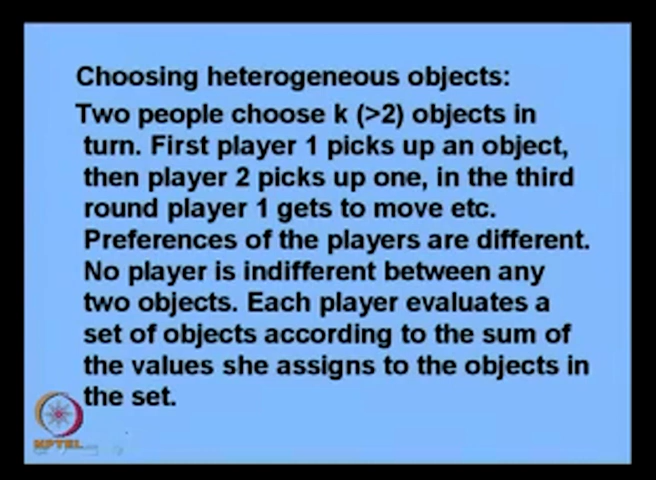 Choosing heterogeneous objects:
Two people choose k (>2) objects in
turn. First player 1 picks up an object,
then player 2 picks up one, in the third
round player 1 gets to move etc.
Preferences of the players are different.
No player is indifferent between any
two objects. Each player evaluates a
set of objects according to the sum of
the values she assigns to the objects in
the set.
NPTEL